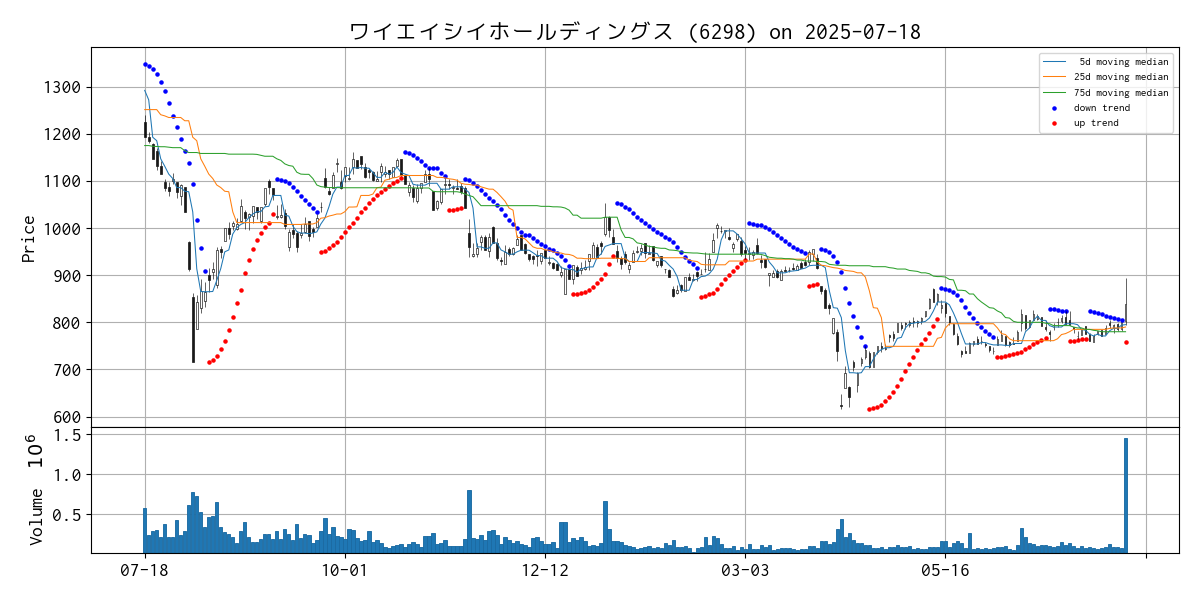 ワイエイシイホールディングス (6298) on 2025-07-18
5d moving median
25d moving median
75d moving median
down trend
up trend
Price
1300
1200
1100
1000
900
800
700
600
Volume 10^6
1.5
1.0
0.5
07-18
10-01
12-12
03-03
05-16